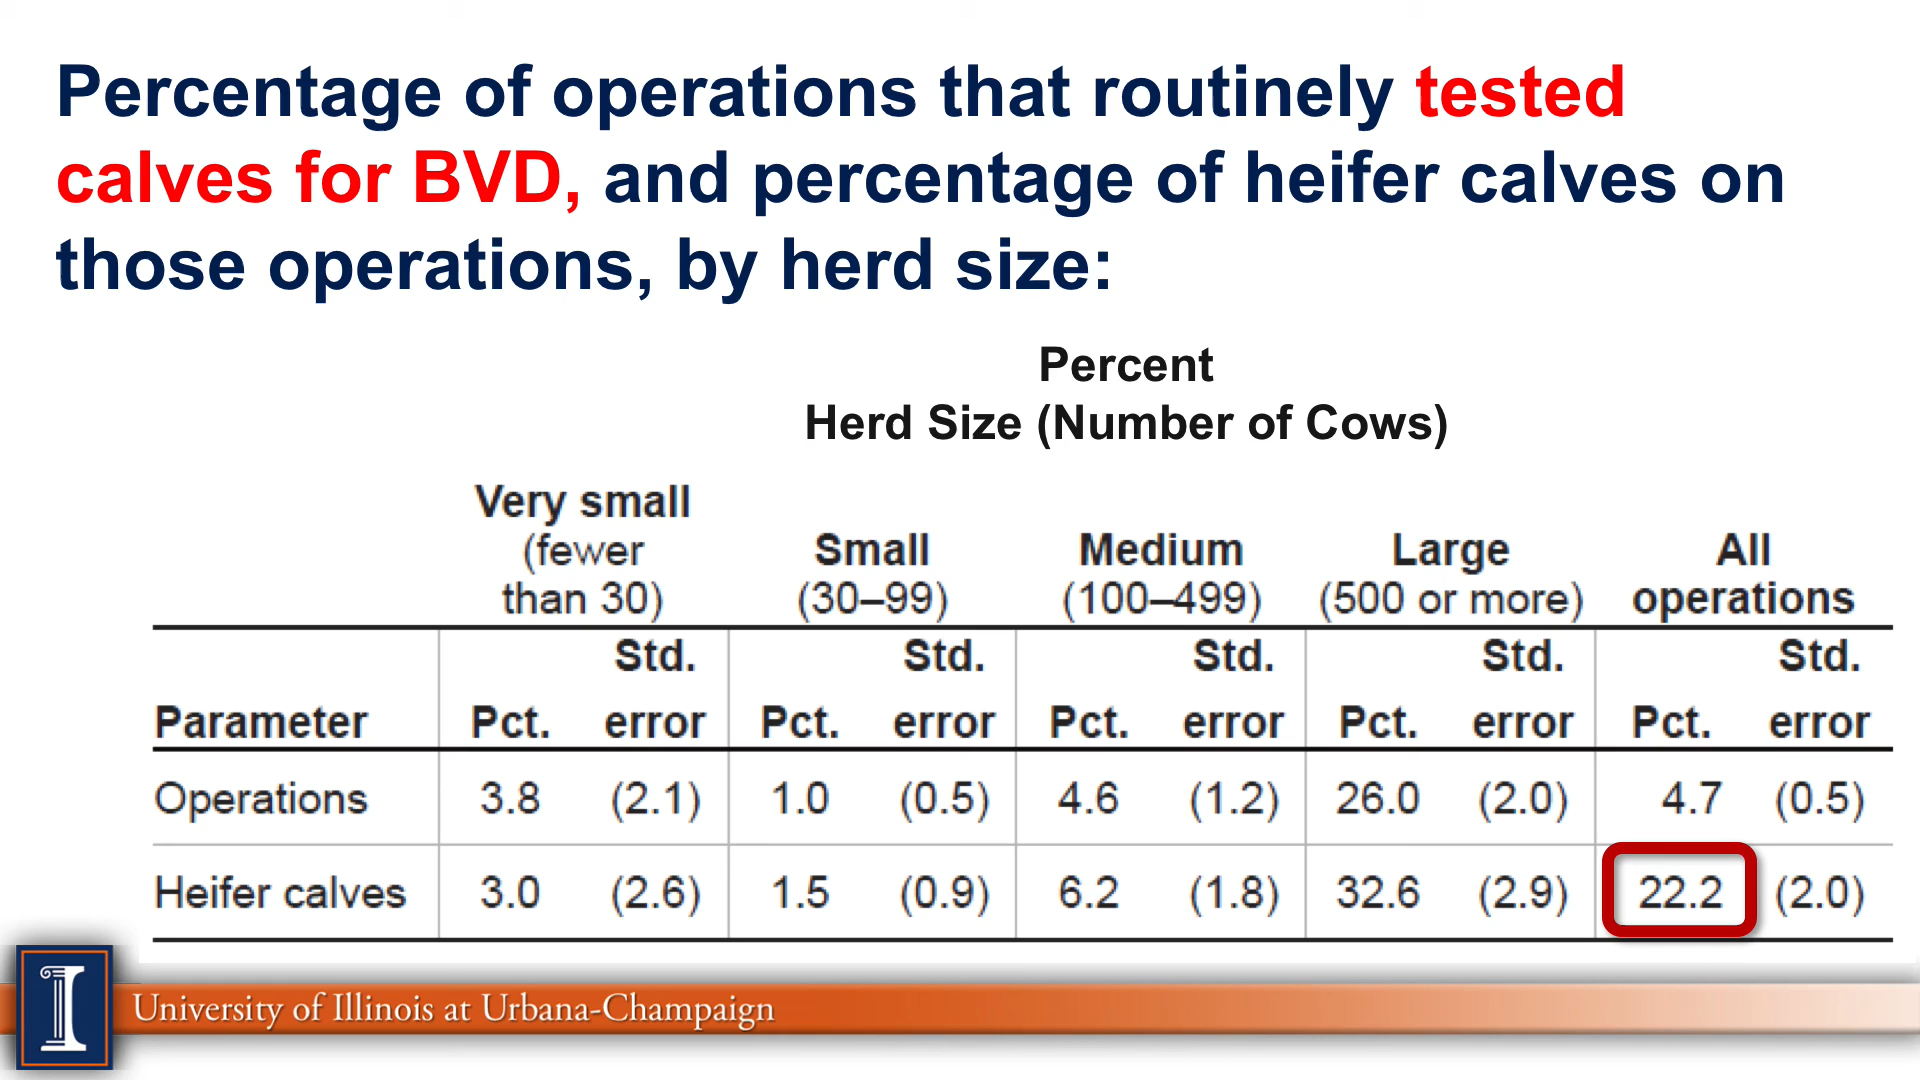 Percentage of operations that routinely tested
calves for BVD, and percentage of heifer calves on
those operations, by herd size:
Percent
Herd Size (Number of Cows)
Very small (fewer than 30) Small (30–99) Medium (100–499) Large (500 or more) All operations
Parameter Pct. Std. error Pct. Std. error Pct. Std. error Pct. Std. error Pct. Std. error
Operations 3.8 (2.1) 1.0 (0.5) 4.6 (1.2) 26.0 (2.0) 4.7 (0.5)
Heifer calves 3.0 (2.6) 1.5 (0.9) 6.2 (1.8) 32.6 (2.9) 22.2 (2.0)
I University of Illinois at Urbana-Champaign